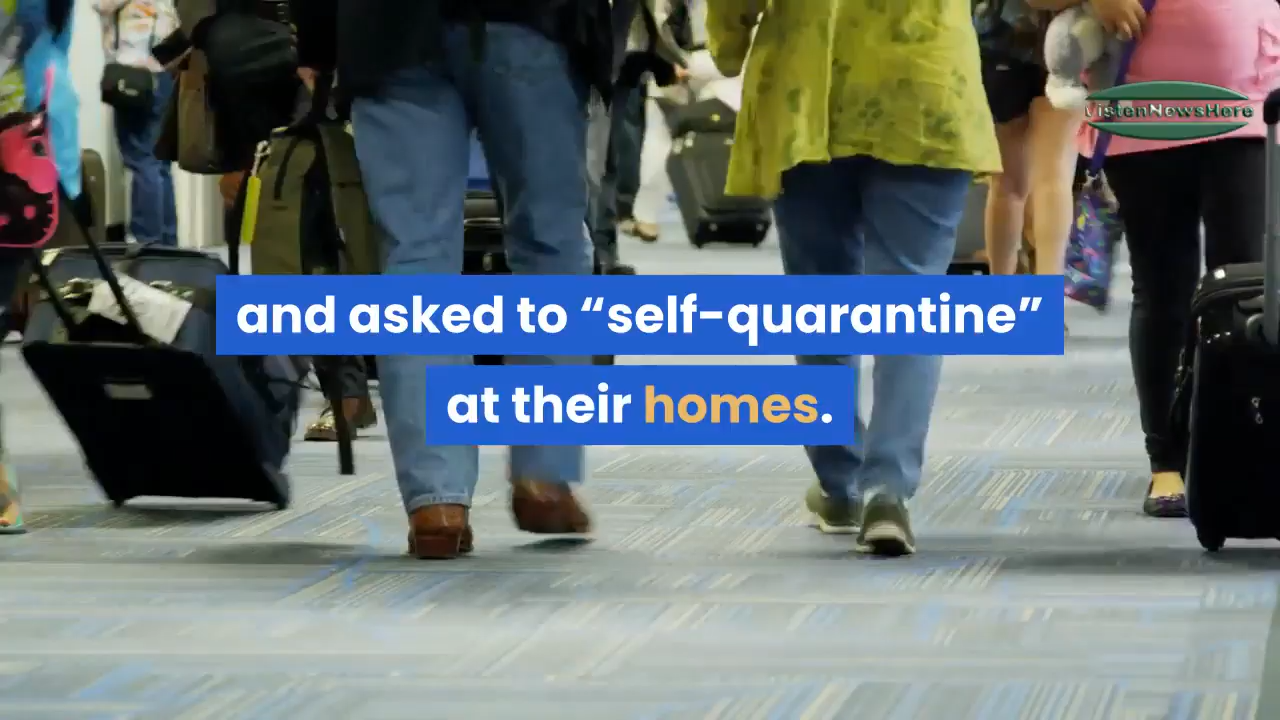 ListenNewsHere
and asked to “self-quarantine”
at their homes.